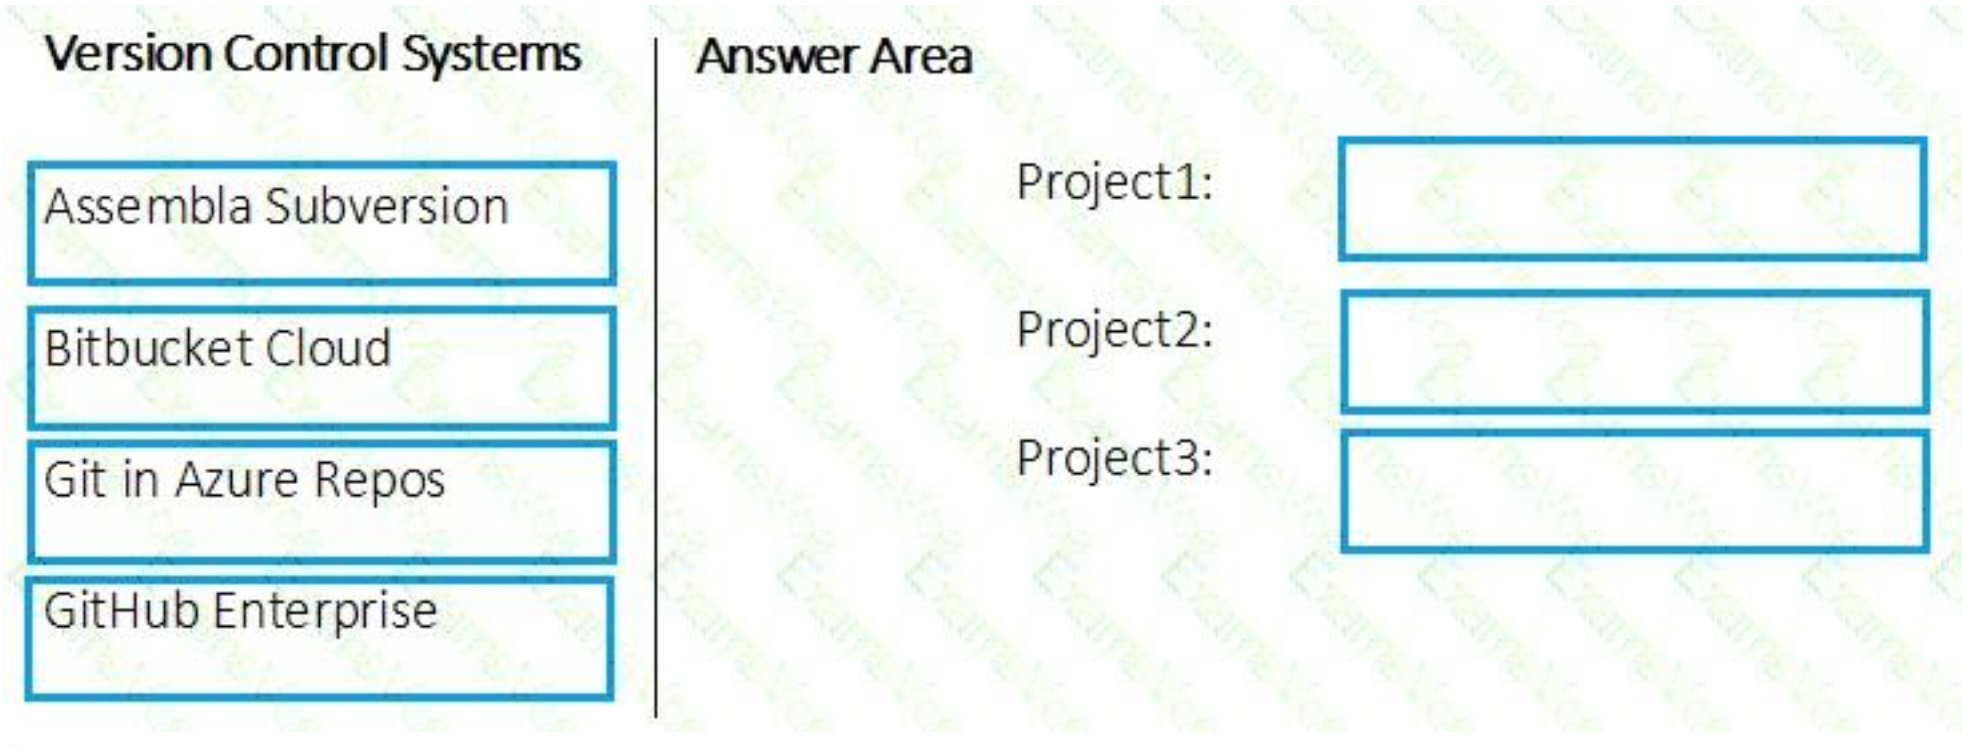 Version Control Systems
Assembla Subversion
Bitbucket Cloud
Git in Azure Repos
GitHub Enterprise
Answer Area
Project1:
Project2:
Project3: